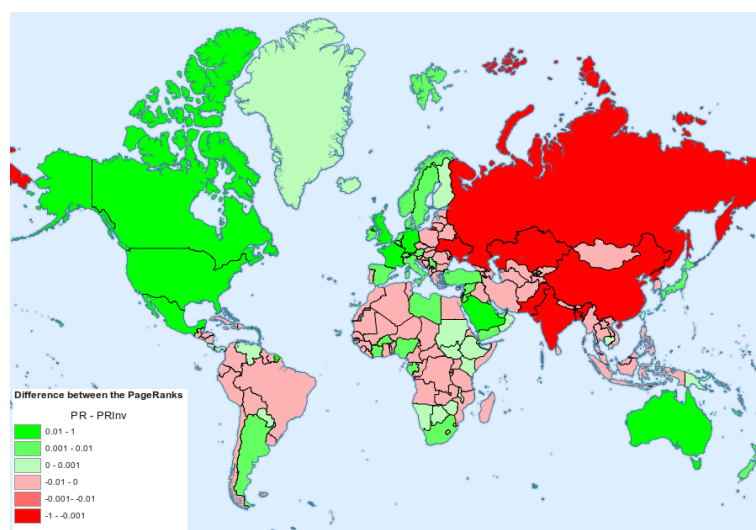 Difference between the PageRanks
PR - PRInv
0.01 - 1
0.001 - 0.01
0 - 0.001
-0.01 - 0
-0.001- -0.01
-1 - -0.001